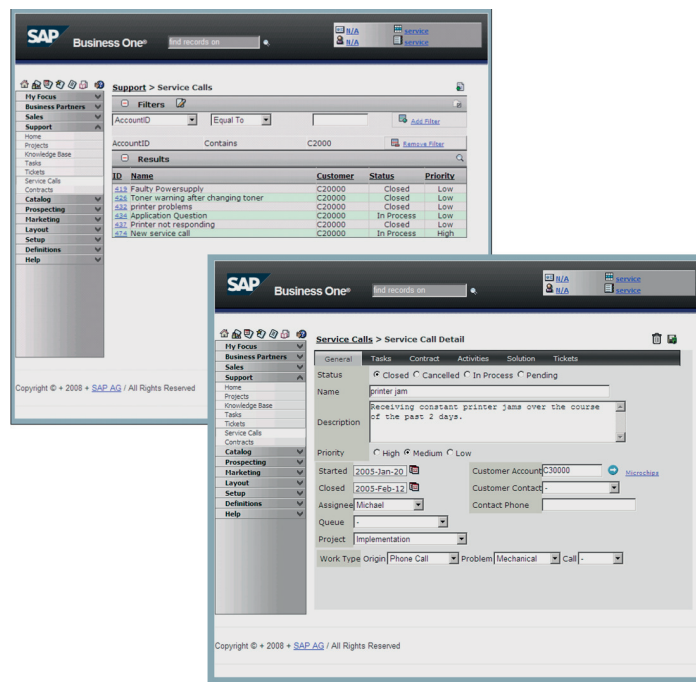 SAP Business One® find records on N/A service
N/A service
Support > Service Calls
My Focus
Business Partners
Sales
Support
Home
Projects
Knowledge Base
Tasks
Tickets
Service Calls
Contracts
Catalog
Prospecting
Marketing
Layout
Setup
Definitions
Help
Filters
AccountID Equal To Add Filter
AccountID Contains C2000 Remove Filter
Results
ID Name Customer Status Priority
419 Faulty Powersupply C20000 Closed Low
426 Toner warning after changing toner C20000 Closed Low
432 printer problems C20000 Closed Low
434 Application Question C20000 In Process Low
437 Printer not responding C20000 Closed Low
474 New service call C20000 In Process High
Copyright © + 2008 + SAP AG / All Rights Reserved
SAP Business One® find records on N/A service
N/A service
Service Calls > Service Call Detail
My Focus
Business Partners
Sales
Support
Home
Projects
Knowledge Base
Tasks
Tickets
Service Calls
Contracts
Catalog
Prospecting
Marketing
Layout
Setup
Definitions
Help
General Tasks Contract Activities Solution Tickets
Status Closed Cancelled In Process Pending
Name printer jam
Description Receiving constant printer jams over the course
of the past 2 days.
Priority High Medium Low
Started 2005-Jan-20 Customer Account C30000 Microchips
Closed 2005-Feb-12 Customer Contact -
Assignee Michael Contact Phone
Queue -
Project Implementation
Work Type Origin Phone Call Problem Mechanical Call -
Copyright © + 2008 + SAP AG / All Rights Reserved